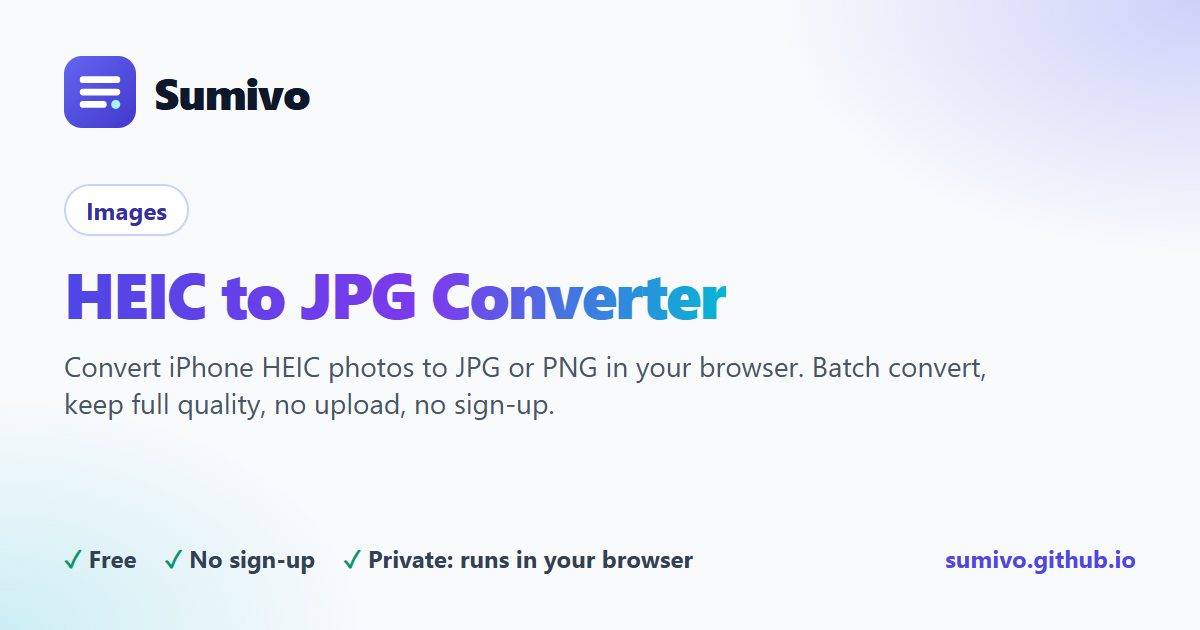 Sumivo
Images
HEIC to JPG Converter
Convert iPhone HEIC photos to JPG or PNG in your browser. Batch convert,
keep full quality, no upload, no sign-up.
✓ Free ✓ No sign-up ✓ Private: runs in your browser
sumivo.github.io